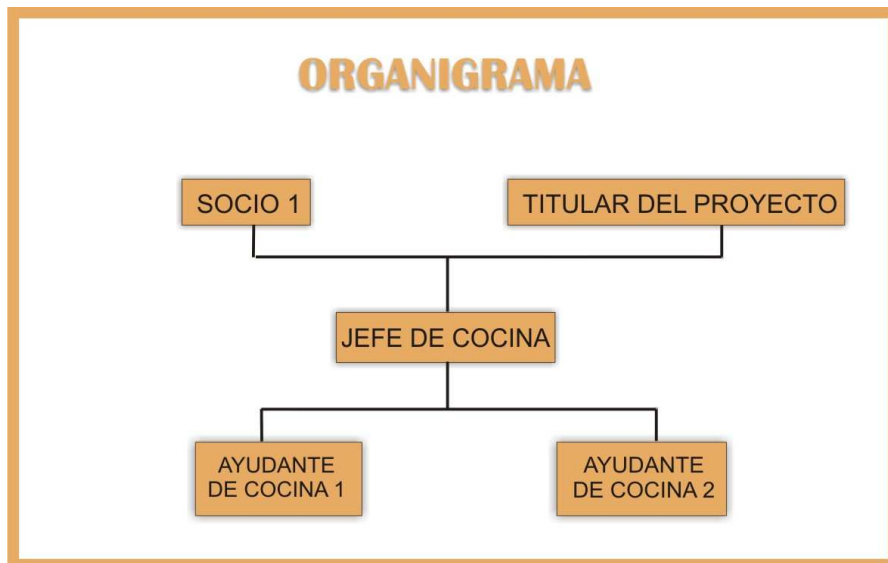 ORGANIGRAMA
SOCIO 1
TITULAR DEL PROYECTO
JEFE DE COCINA
AYUDANTE
DE COCINA 1
AYUDANTE
DE COCINA 2